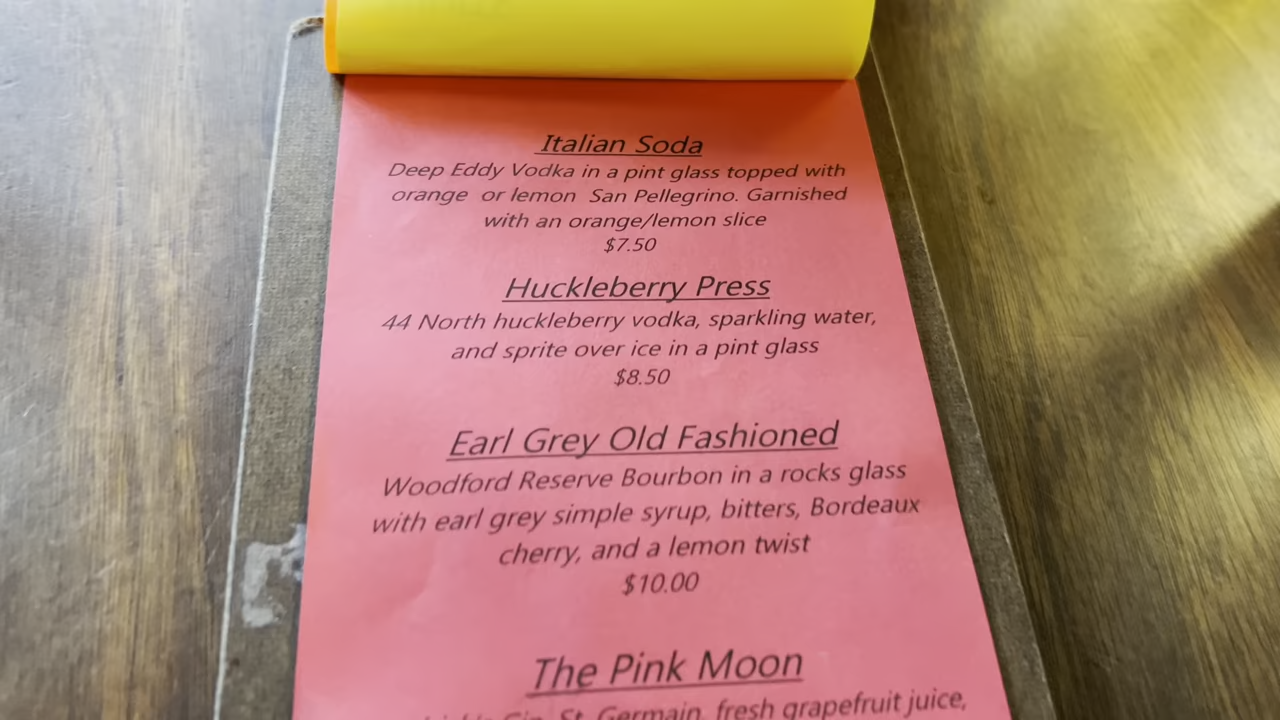 Italian Soda
Deep Eddy Vodka in a pint glass topped with
orange or lemon San Pellegrino. Garnished
with an orange/lemon slice
$7.50
Huckleberry Press
44 North huckleberry vodka, sparkling water,
and sprite over ice in a pint glass
$8.50
Earl Grey Old Fashioned
Woodford Reserve Bourbon in a rocks glass
with earl grey simple syrup, bitters, Bordeaux
cherry, and a lemon twist
$10.00
The Pink Moon
Gin, St. Germain, fresh grapefruit juice,